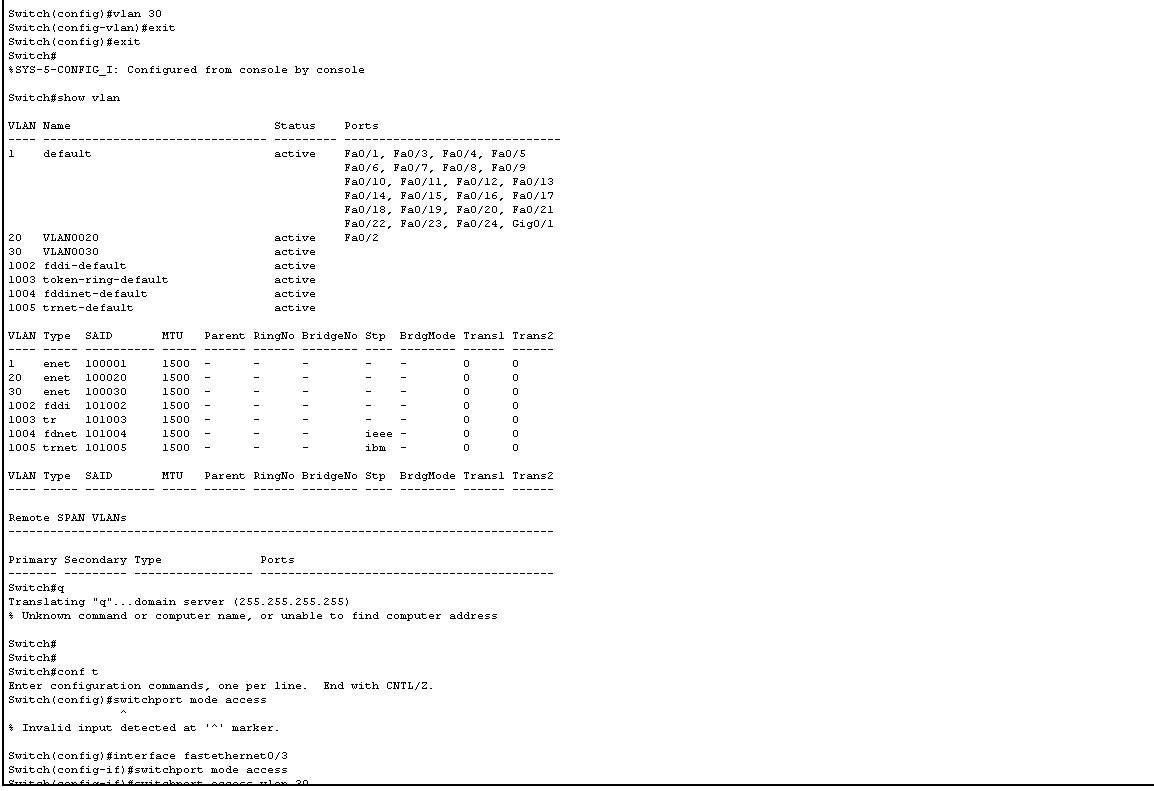 Switch(config)#vlan 30
Switch(config-vlan)#exit
Switch(config)#exit
Switch#
%SYS-5-CONFIG_I: Configured from console by console
Switch#show vlan
VLAN Name                             Status    Ports
---- -------------------------------- --------- -------------------------------
1    default                          active    Fa0/1, Fa0/3, Fa0/4, Fa0/5
                                                Fa0/6, Fa0/7, Fa0/8, Fa0/9
                                                Fa0/10, Fa0/11, Fa0/12, Fa0/13
                                                Fa0/14, Fa0/15, Fa0/16, Fa0/17
                                                Fa0/18, Fa0/19, Fa0/20, Fa0/21
                                                Fa0/22, Fa0/23, Fa0/24, Gig0/1
20   VLAN0020                         active    Fa0/2
30   VLAN0030                         active
1002 fddi-default                     active
1003 token-ring-default               active
1004 fddinet-default                  active
1005 trnet-default                    active
VLAN Type  SAID       MTU   Parent RingNo BridgeNo Stp  BrdgMode Trans1 Trans2
---- ----- ---------- ----- ------ ------ -------- ---- -------- ------ ------
1    enet  100001     1500  -      -      -        -    -        0      0
20   enet  100020     1500  -      -      -        -    -        0      0
30   enet  100030     1500  -      -      -        -    -        0      0
1002 fddi  101002     1500  -      -      -        -    -        0      0
1003 tr    101003     1500  -      -      -        -    -        0      0
1004 fdnet 101004     1500  -      -      -        ieee -        0      0
1005 trnet 101005     1500  -      -      -        ibm  -        0      0
VLAN Type  SAID       MTU   Parent RingNo BridgeNo Stp  BrdgMode Trans1 Trans2
---- ----- ---------- ----- ------ ------ -------- ---- -------- ------ ------
Remote SPAN VLANs
------------------------------------------------------------------------------
Primary Secondary Type              Ports
------- --------- ----------------- ------------------------------------------
Switch#q
Translating "q"...domain server (255.255.255.255)
% Unknown command or computer name, or unable to find computer address
Switch#
Switch#
Switch#conf t
Enter configuration commands, one per line.  End with CNTL/Z.
Switch(config)#switchport mode access
                ^
% Invalid input detected at '^' marker.
Switch(config)#interface fastethernet0/3
Switch(config-if)#switchport mode access
Switch(config-if)#switchport access vlan 30